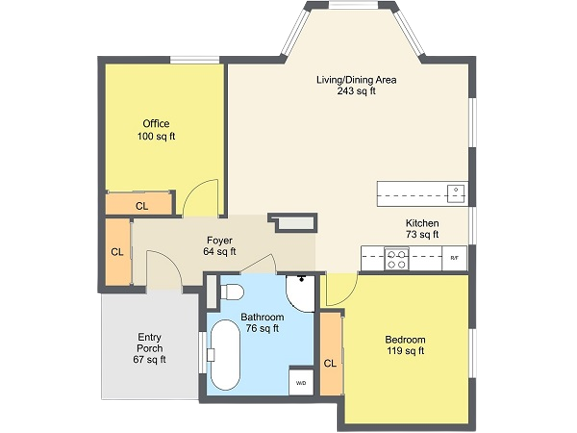 Living/Dining Area
243 sq ft
Office
100 sq ft
CL
Kitchen
73 sq ft
CL
Foyer
64 sq ft
R/F
Bathroom
76 sq ft
Entry
Porch
67 sq ft
Bedroom
119 sq ft
CL
W/D